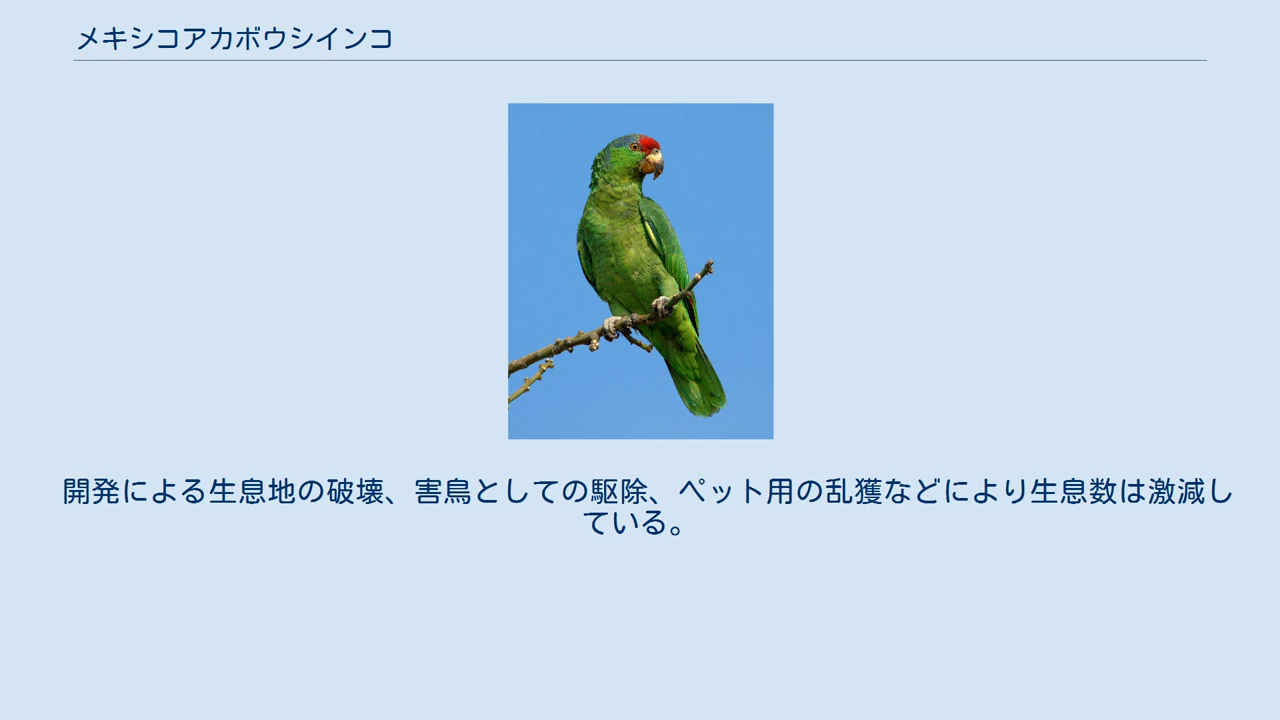 メキシコアカボウシインコ
開発による生息地の破壊、害鳥としての駆除、ペット用の乱獲などにより生息数は激減し
ている。